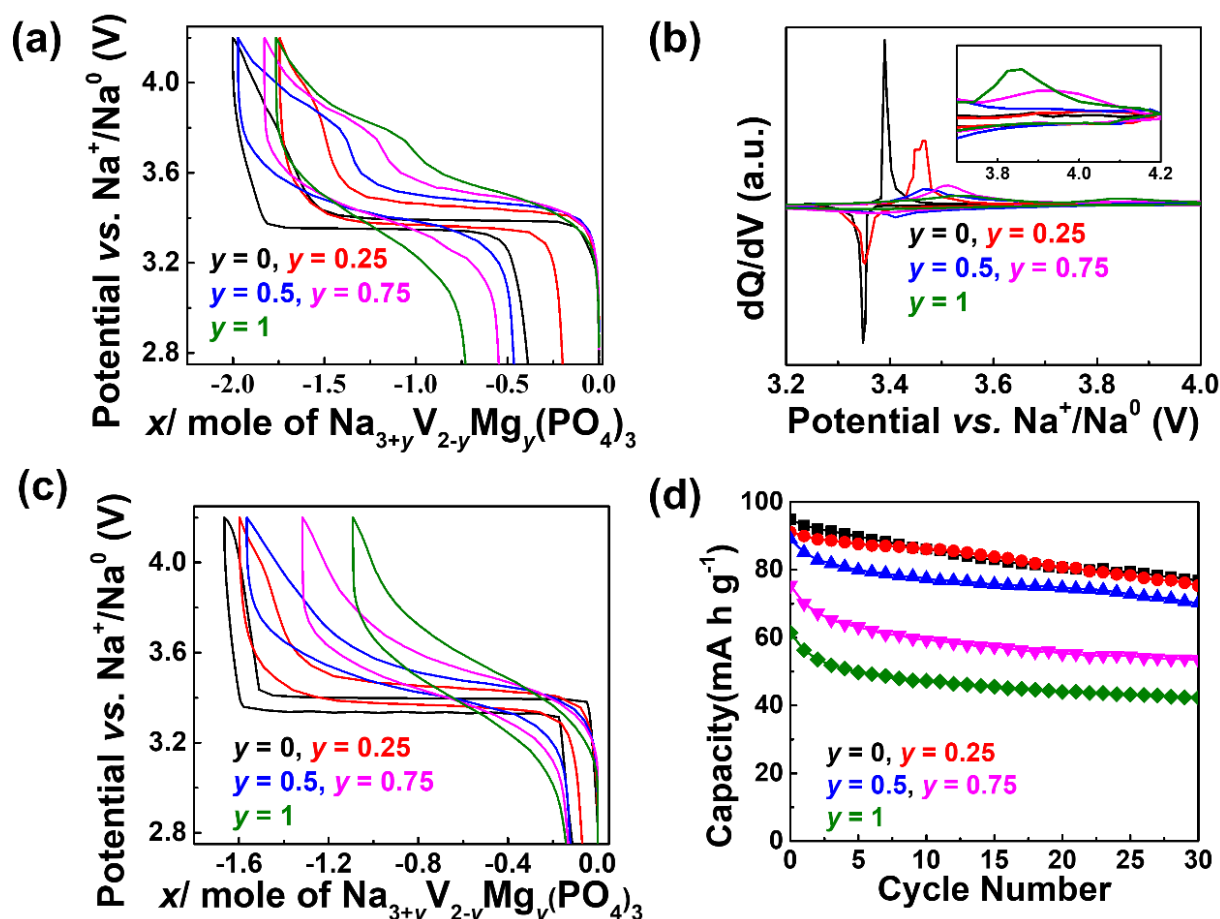 (a)
Potential vs. Na⁺/Na⁰ (V)
4.0
3.6
3.2
2.8
y = 0, y = 0.25
y = 0.5, y = 0.75
y = 1
-2.0 -1.5 -1.0 -0.5 0.0
x/ mole of Na₃₊yV₂₋yMgy(PO₄)₃
(b)
dQ/dV (a.u.)
3.8 4.0 4.2
y = 0, y = 0.25
y = 0.5, y = 0.75
y = 1
3.2 3.4 3.6 3.8 4.0
Potential vs. Na⁺/Na⁰ (V)
(c)
Potential vs. Na⁺/Na⁰ (V)
4.0
3.6
3.2
2.8
y = 0, y = 0.25
y = 0.5, y = 0.75
y = 1
-1.6 -1.2 -0.8 -0.4 0.0
x/ mole of Na₃₊yV₂₋yMgy(PO₄)₃
(d)
Capacity(mA h g⁻¹)
100
80
60
40
20
0
y = 0, y = 0.25
y = 0.5, y = 0.75
y = 1
0 5 10 15 20 25 30
Cycle Number